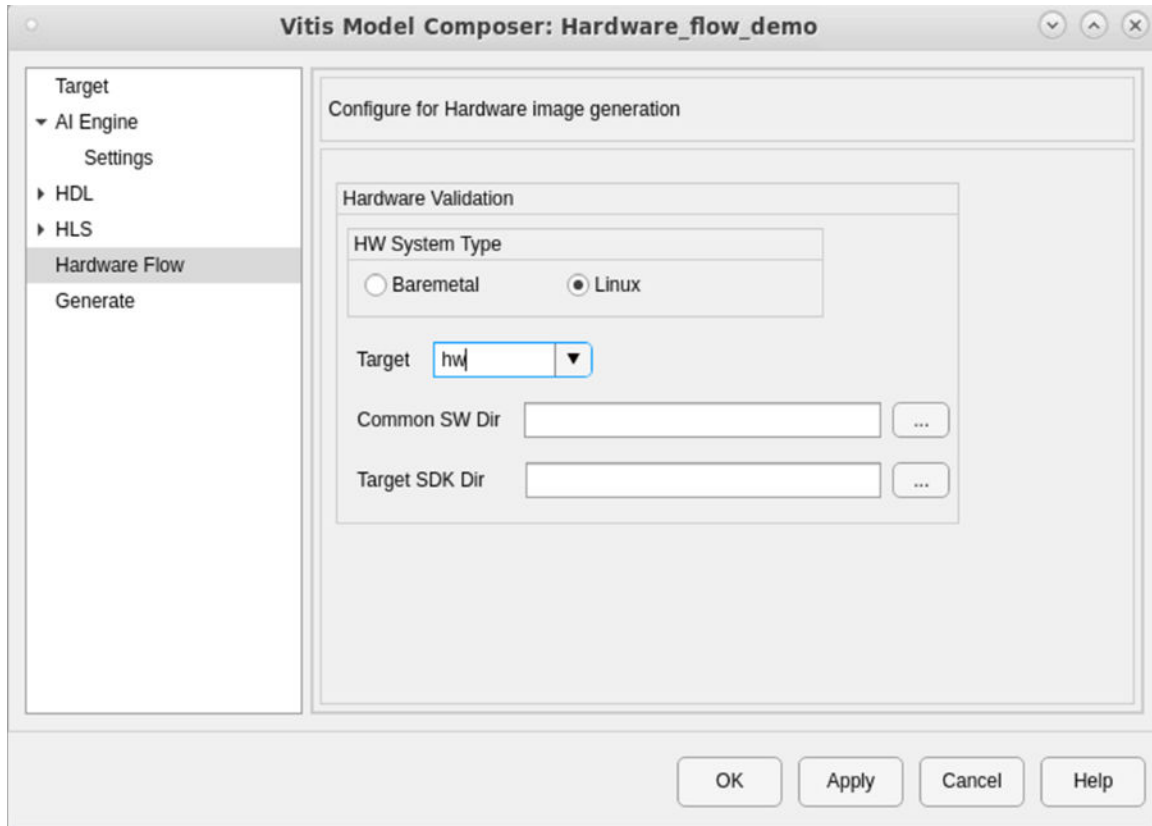 Vitis Model Composer: Hardware_flow_demo
Target
AI Engine
Settings
HDL
HLS
Hardware Flow
Generate
Configure for Hardware image generation
Hardware Validation
HW System Type
Baremetal Linux
Target hw
Common SW Dir ...
Target SDK Dir ...
OK Apply Cancel Help